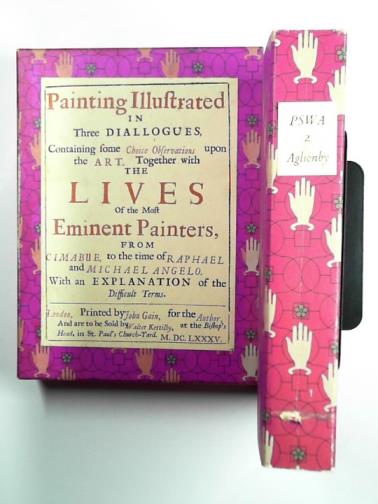 Painting Illustrated
IN
Three DIALLOGUES,
Containing some Choice Observations upon
the ART. Together with
THE
LIVES
Of the Most
Eminent Painters,
FROM
CIMABUE, to the time of RAPHAEL
and MICHAEL ANGELO.
With an EXPLANATION of the
Difficult Terms.
London, Printed by John Gain, for the Author,
And are to be Sold by Walter Kettilby, at the Bishop's
Head, in St. Paul's Church-Yard. M. DC. LXXXV.
PSWA
2
Aglionby